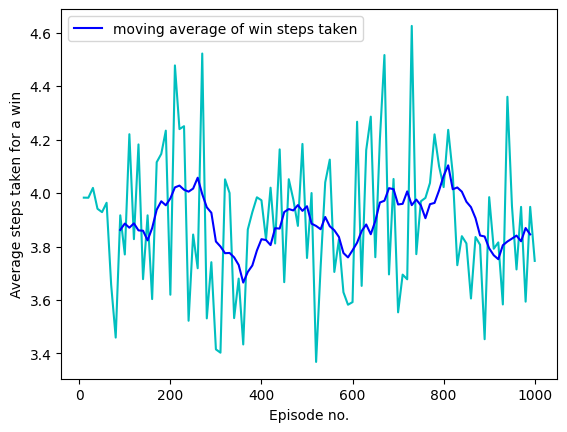 moving average of win steps taken
Average steps taken for a win
4.6
4.4
4.2
4.0
3.8
3.6
3.4
0 200 400 600 800 1000
Episode no.